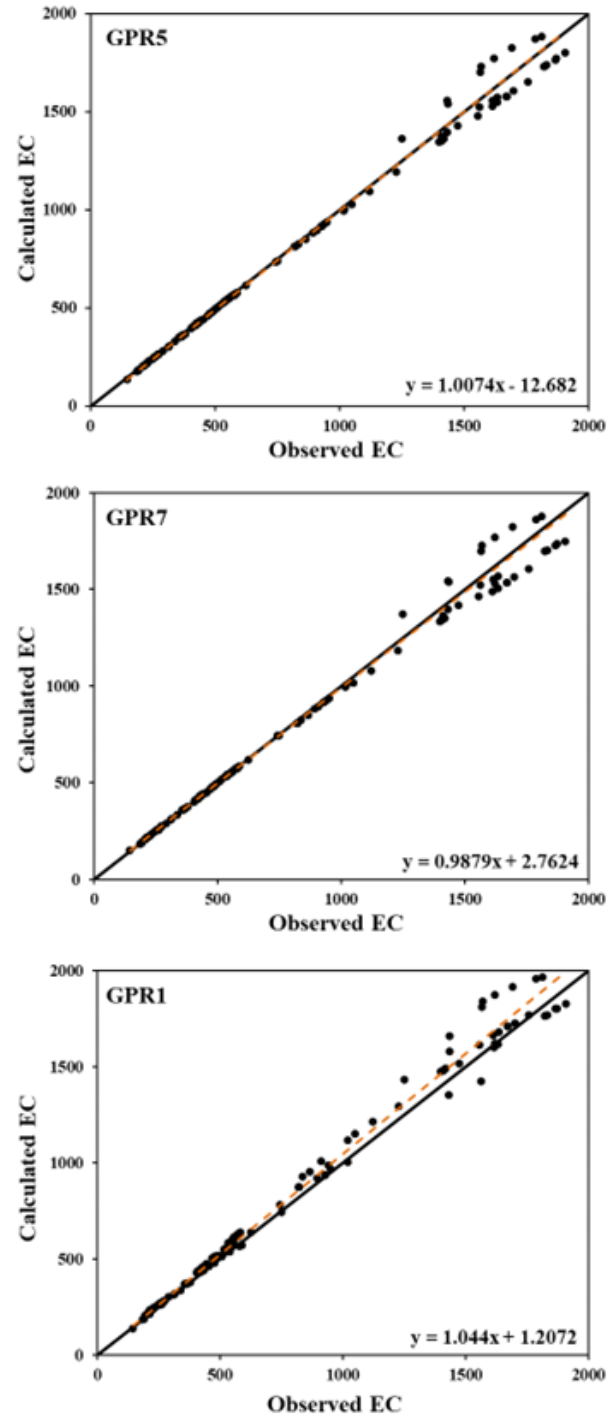 2000
GPR5
1500
Calculated EC
1000
500
y = 1.0074x - 12.682
0
0 500 1000 1500 2000
Observed EC
2000
GPR7
1500
Calculated EC
1000
500
y = 0.9879x + 2.7624
0
0 500 1000 1500 2000
Observed EC
2000
GPR1
1500
Calculated EC
1000
500
y = 1.044x + 1.2072
0
0 500 1000 1500 2000
Observed EC